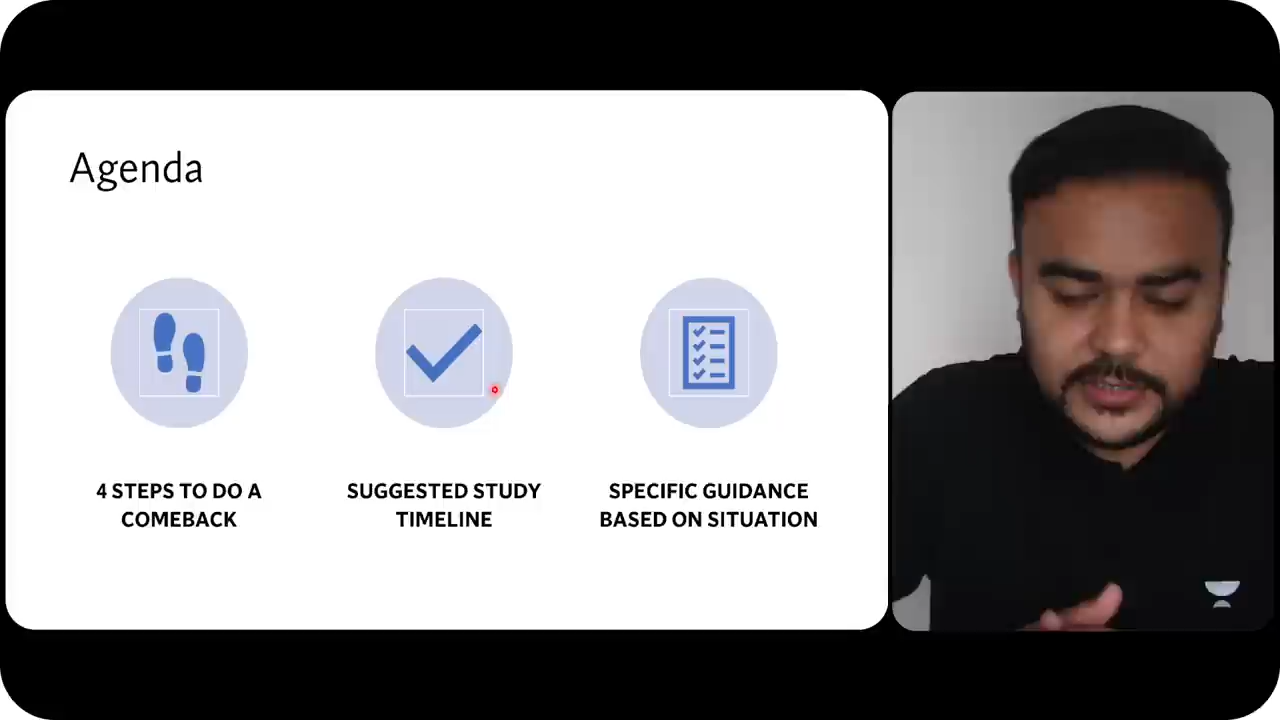 Agenda
4 STEPS TO DO A
COMEBACK
SUGGESTED STUDY
TIMELINE
SPECIFIC GUIDANCE
BASED ON SITUATION